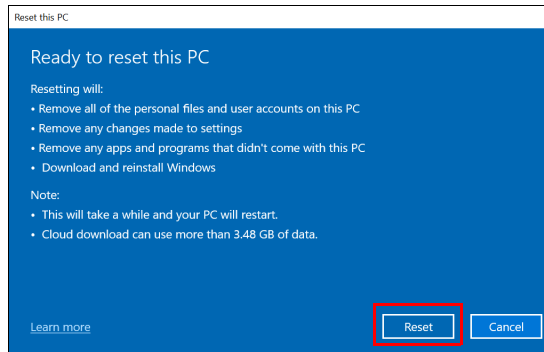 Reset this PC
Ready to reset this PC
Resetting will:
• Remove all of the personal files and user accounts on this PC
• Remove any changes made to settings
• Remove any apps and programs that didn't come with this PC
• Download and reinstall Windows
Note:
• This will take a while and your PC will restart.
• Cloud download can use more than 3.48 GB of data.
Learn more
Reset
Cancel